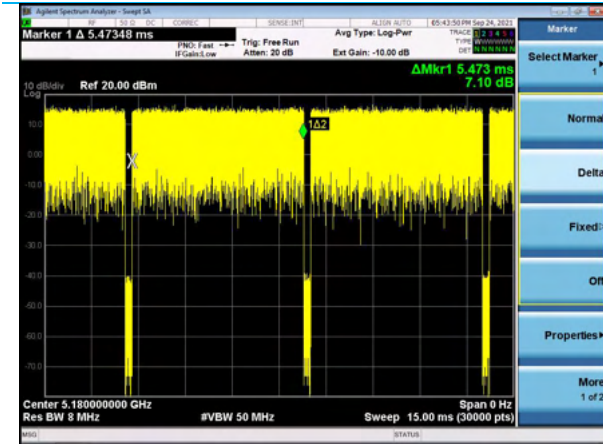 Agilent Spectrum Analyzer - Swept SA
RF 50 Ω DC CORREC SENSE:INT ALIGN AUTO 05:43:50 PM Sep 24, 2021
Marker 1 Δ 5.47348 ms
PNO: Fast
IFGain:Low
Trig: Free Run
Atten: 20 dB
Avg Type: Log-Pwr
Ext Gain: -10.00 dB
TRACE 1 2 3 4 5 6
TYPE
DET N N N N N N
Marker
Select Marker
1
Normal
Delta
Fixed
Off
Properties
More
1 of 2
ΔMkr1 5.473 ms
7.10 dB
10 dB/div Ref 20.00 dBm
Log
10.0
0.00
-10.0
-20.0
-30.0
-40.0
-50.0
-60.0
-70.0
1Δ2
Center 5.180000000 GHz Span 0 Hz
Res BW 8 MHz #VBW 50 MHz Sweep 15.00 ms (30000 pts)
MSG STATUS